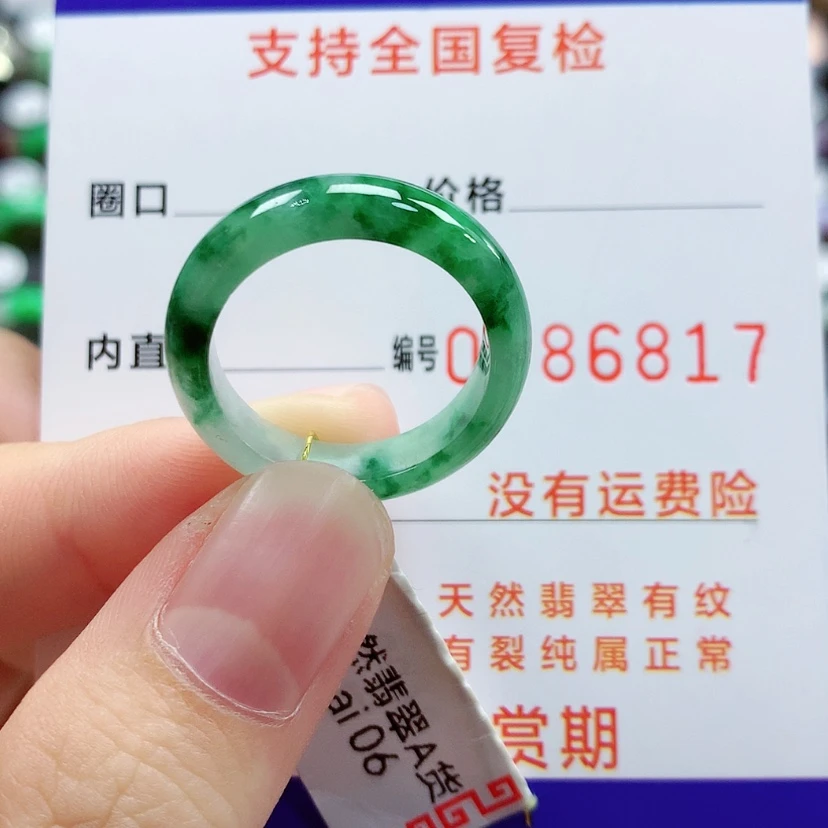 支持全国复检
圈口 价格
内直 编号 0 86817
没有运费险
天然翡翠有纹
有裂纯属正常
赏期
然翡翠A货
ai06